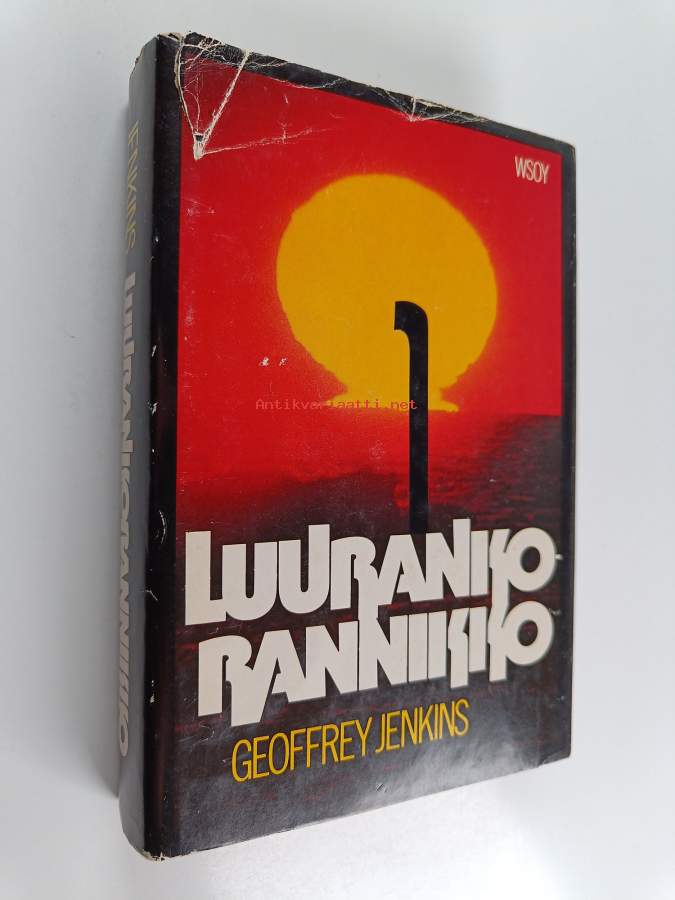 WSOY
Antikvariaatti.net
LUURANKO-
RANNIKKO
GEOFFREY JENKINS
JENKINS LUURANKORANNIKKO